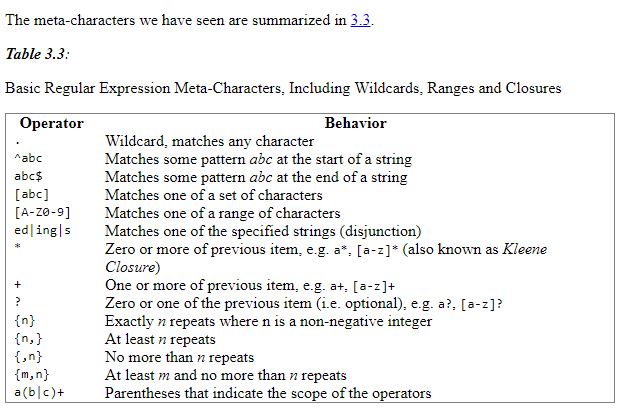 The meta-characters we have seen are summarized in 3.3.
Table 3.3:
Basic Regular Expression Meta-Characters, Including Wildcards, Ranges and Closures
Operator Behavior
. Wildcard, matches any character
^abc Matches some pattern abc at the start of a string
abc$ Matches some pattern abc at the end of a string
[abc] Matches one of a set of characters
[A-Z0-9] Matches one of a range of characters
ed|ing|s Matches one of the specified strings (disjunction)
* Zero or more of previous item, e.g. a*, [a-z]* (also known as Kleene
Closure)
+ One or more of previous item, e.g. a+, [a-z]+
? Zero or one of the previous item (i.e. optional), e.g. a?, [a-z]?
{n} Exactly n repeats where n is a non-negative integer
{n,} At least n repeats
{,n} No more than n repeats
{m,n} At least m and no more than n repeats
a(b|c)+ Parentheses that indicate the scope of the operators